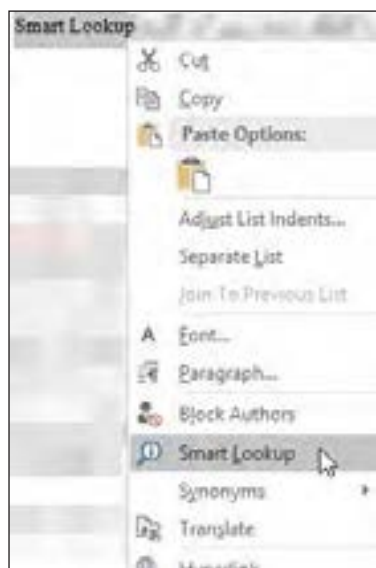 Smart Lookup
Cut
Copy
Paste Options:
Adjust List Indents...
Separate List
Join To Previous List
A Font...
Paragraph...
Block Authors
Smart Lookup
Synonyms
Translate
Hyperlink